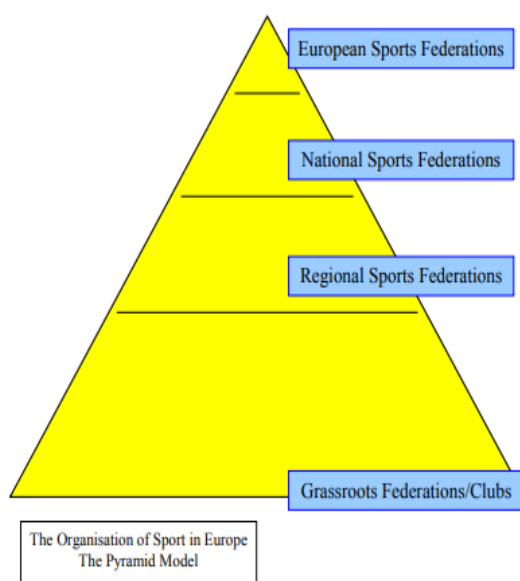 European Sports Federations
National Sports Federations
Regional Sports Federations
Grassroots Federations/Clubs
The Organisation of Sport in Europe
The Pyramid Model